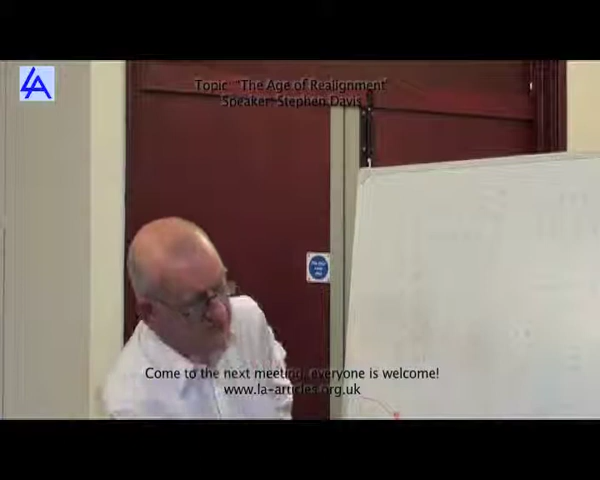 LA
Topic "The Age of Realignment"
Speaker: Stephen Davis
Come to the next meeting, everyone is welcome!
www.la-articles.org.uk